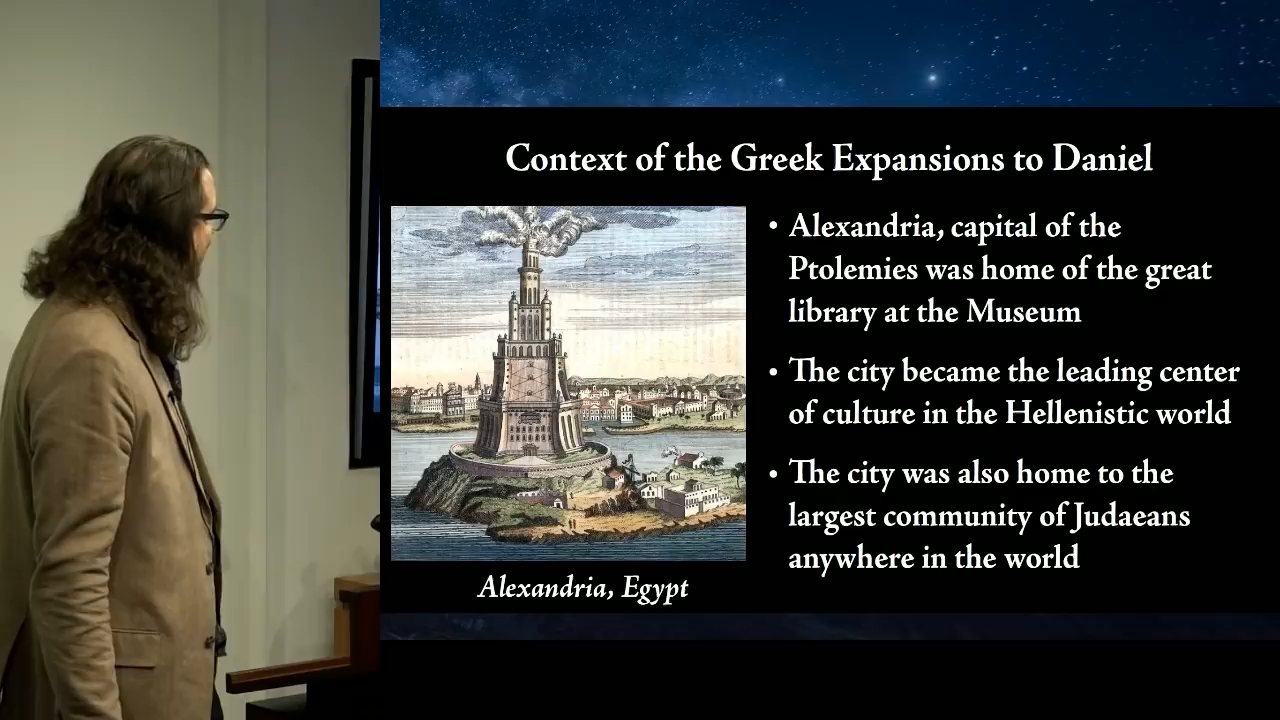 Context of the Greek Expansions to Daniel
• Alexandria, capital of the
Ptolemies was home of the great
library at the Museum
• The city became the leading center
of culture in the Hellenistic world
• The city was also home to the
largest community of Judaeans
anywhere in the world
Alexandria, Egypt